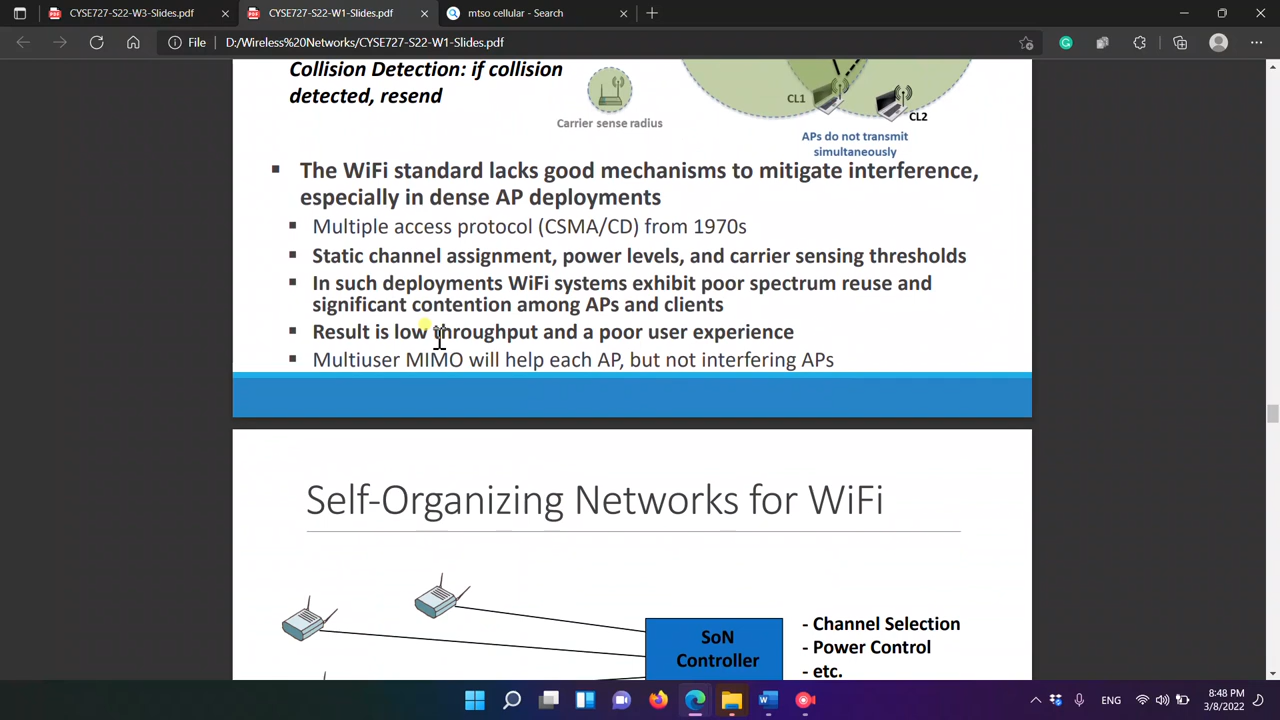 CYSE727-S22-W3-Slides.pdf
CYSE727-S22-W1-Slides.pdf
mtso cellular - Search
File
D:/Wireless%20Networks/CYSE727-S22-W1-Slides.pdf
Collision Detection: if collision
detected, resend
Carrier sense radius
CL1
CL2
APs do not transmit
simultaneously
The WiFi standard lacks good mechanisms to mitigate interference,
especially in dense AP deployments
Multiple access protocol (CSMA/CD) from 1970s
Static channel assignment, power levels, and carrier sensing thresholds
In such deployments WiFi systems exhibit poor spectrum reuse and
significant contention among APs and clients
Result is low throughput and a poor user experience
Multiuser MIMO will help each AP, but not interfering APs
Self-Organizing Networks for WiFi
SoN
Controller
- Channel Selection
- Power Control
- etc.
ENG
8:48 PM
3/8/2022